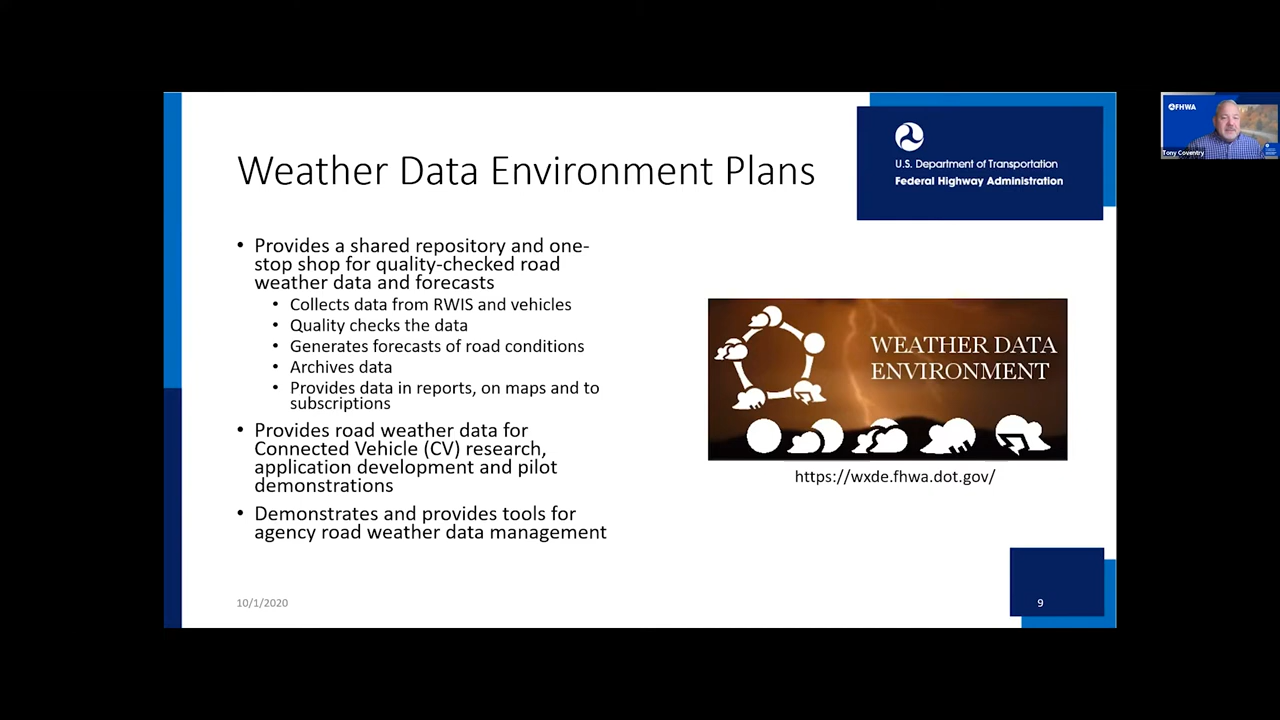 Weather Data Environment Plans
U.S. Department of Transportation
Federal Highway Administration
• Provides a shared repository and one-
stop shop for quality-checked road
weather data and forecasts
• Collects data from RWIS and vehicles
• Quality checks the data
• Generates forecasts of road conditions
• Archives data
• Provides data in reports, on maps and to
subscriptions
• Provides road weather data for
Connected Vehicle (CV) research,
application development and pilot
demonstrations
• Demonstrates and provides tools for
agency road weather data management
WEATHER DATA
ENVIRONMENT
https://wxde.fhwa.dot.gov/
10/1/2020
9
FHWA
Tony Coventry